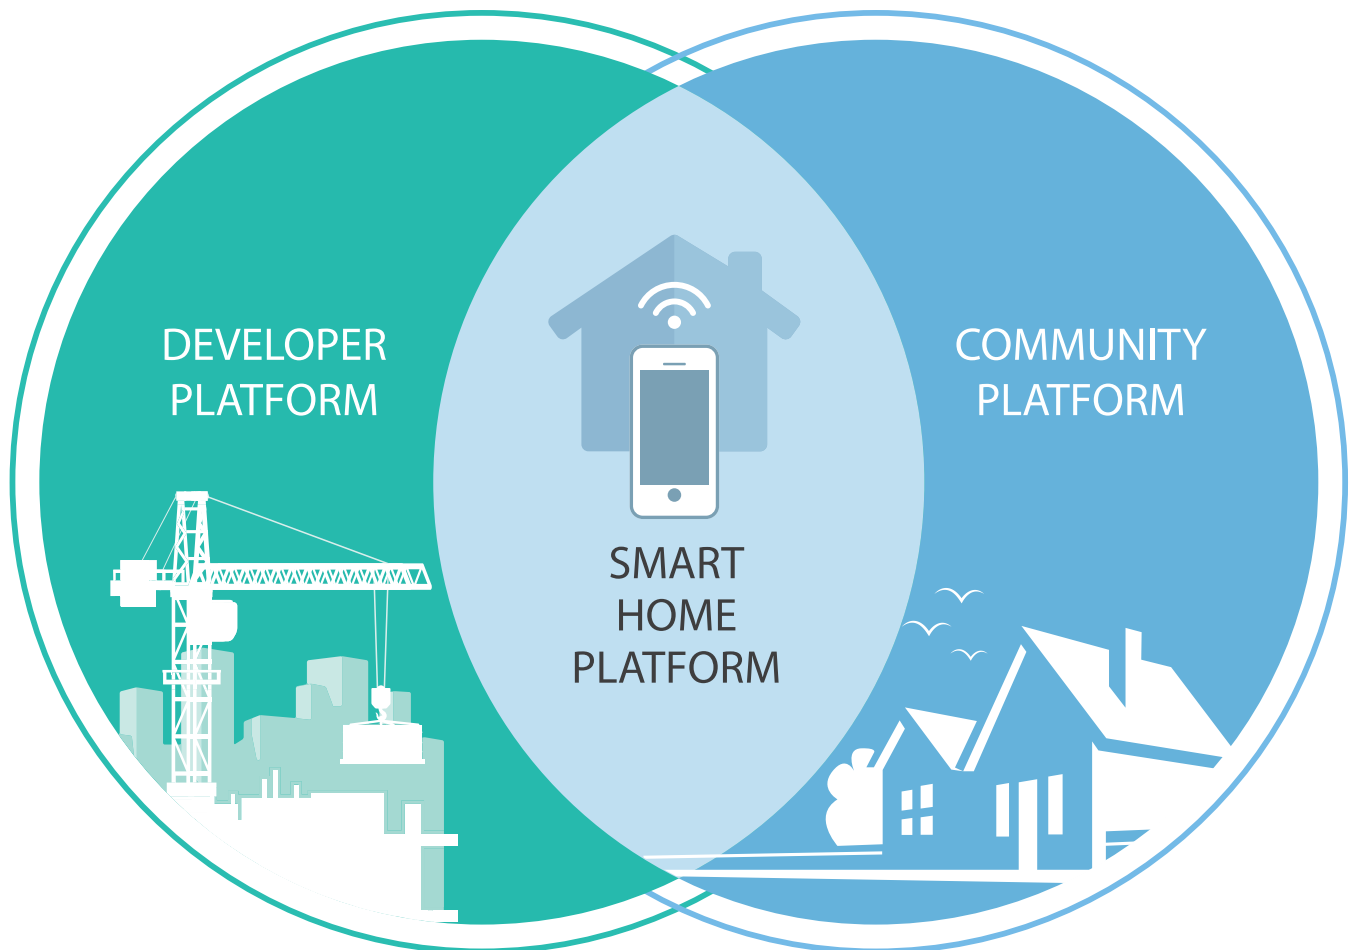 DEVELOPER
PLATFORM
SMART
HOME
PLATFORM
COMMUNITY
PLATFORM